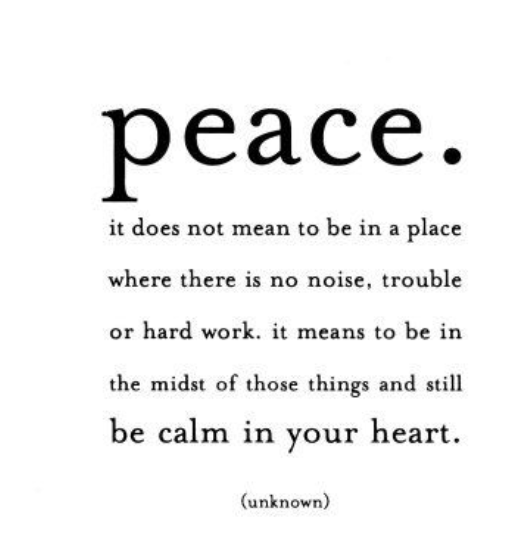 peace.
it does not mean to be in a place
where there is no noise, trouble
or hard work. it means to be in
the midst of those things and still
be calm in your heart.
(unknown)